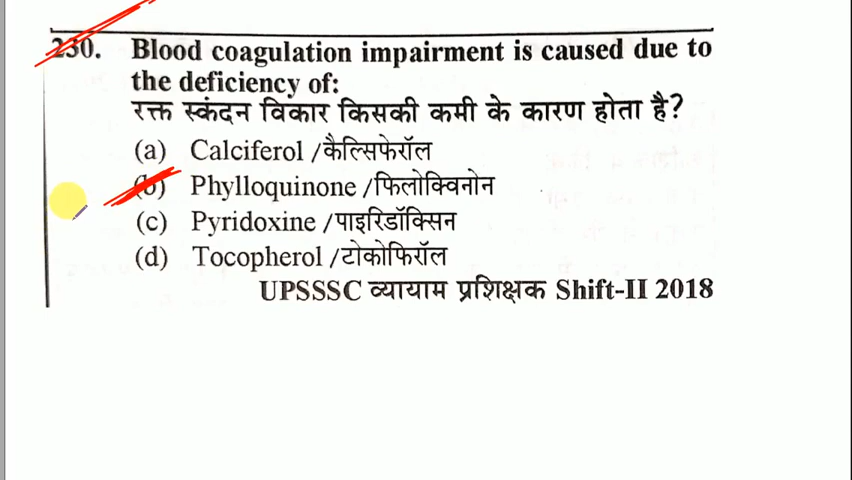 230. Blood coagulation impairment is caused due to
the deficiency of:
रक्त स्कंदन विकार किसकी कमी के कारण होता है?
(a) Calciferol /कैल्सिफेरॉल
(b) Phylloquinone /फिलोक्विनोन
(c) Pyridoxine /पाइरिडॉक्सिन
(d) Tocopherol /टोकोफिरॉल
UPSSSC व्यायाम प्रशिक्षक Shift-II 2018